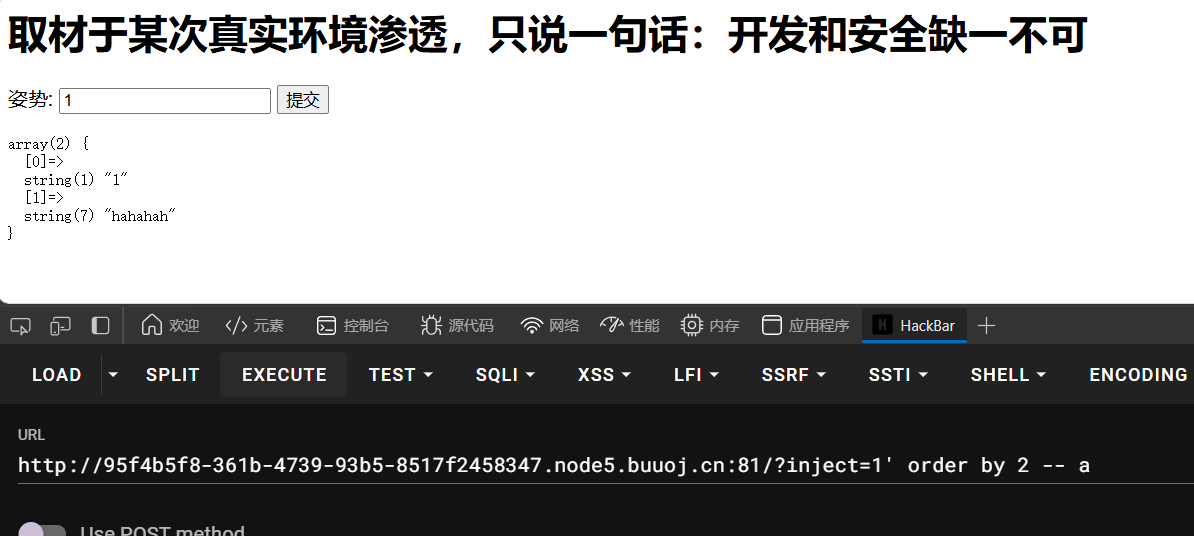 取材于某次真实环境渗透，只说一句话：开发和安全缺一不可
姿势: 1 提交
array(2) {
[0]=>
string(1) "1"
[1]=>
string(7) "hahahah"
}
欢迎 元素 控制台 源代码 网络 性能 内存 应用程序 H HackBar
LOAD SPLIT EXECUTE TEST SQLI XSS LFI SSRF SSTI SHELL ENCODING
URL
http://95f4b5f8-361b-4739-93b5-8517f2458347.node5.buuoj.cn:81/?inject=1' order by 2 -- a
Use POST method